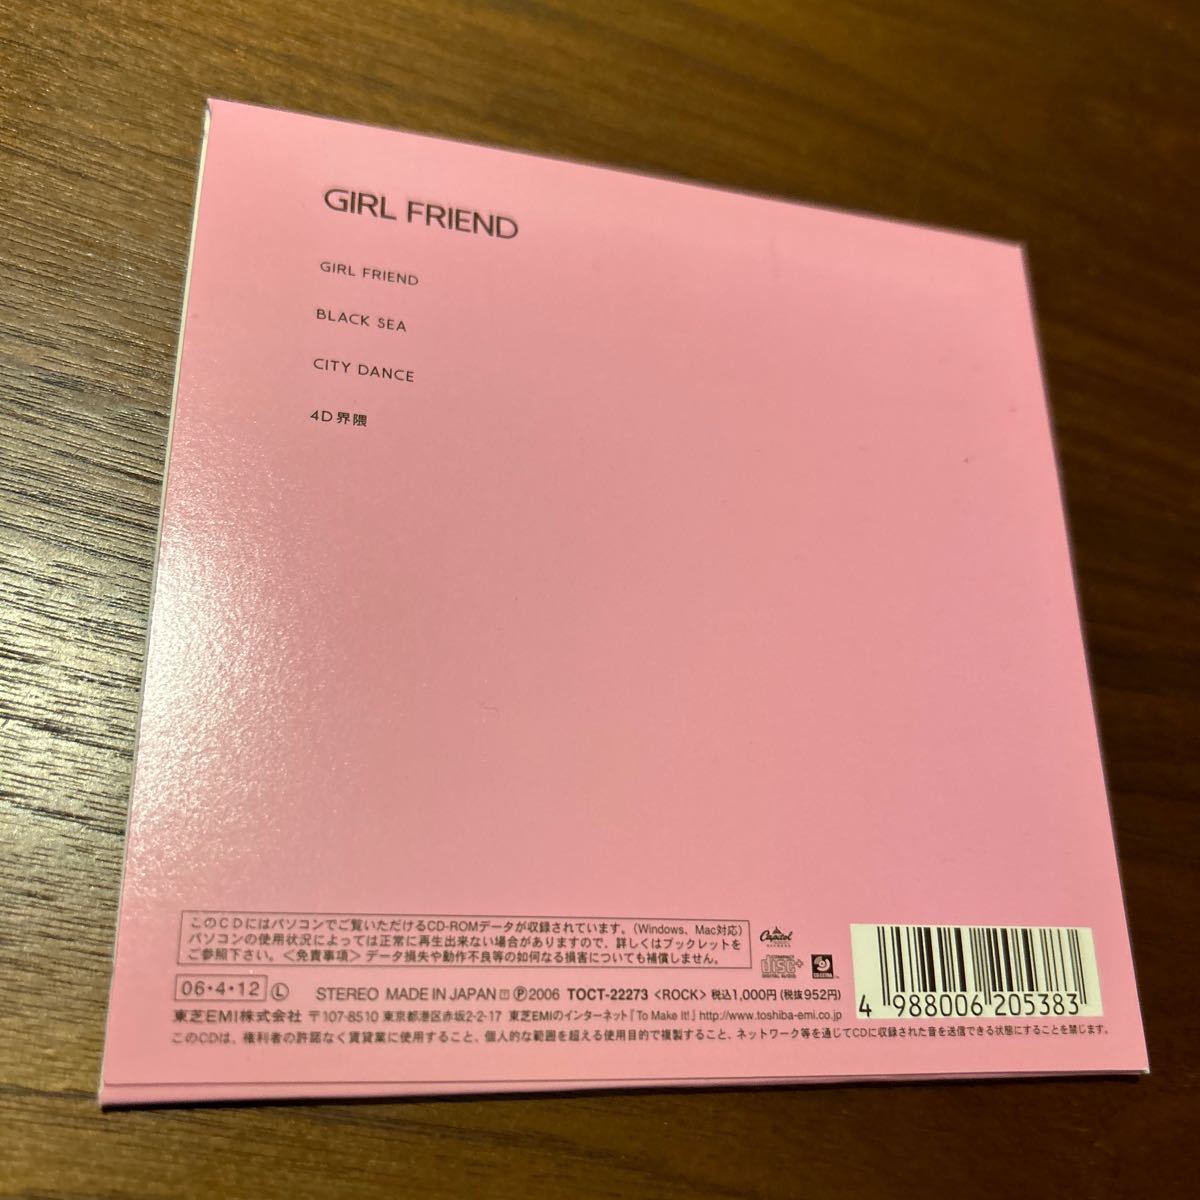 GIRL FRIEND
GIRL FRIEND
BLACK SEA
CITY DANCE
4D界隈
このCDにはパソコンでご覧いただけるCD-ROMデータが収録されています。(Windows、Mac対応)
パソコンの使用状況によっては正常に再生出来ない場合がありますので、詳しくはブックレットを
ご参照下さい。<免責事項>データ損失や動作不良等の如何なる損害についても補償しません。
Capitol
RECORDS
COMPACT
disc+
DIGITAL AUDIO
CD EXTRA
06・4・12 Ⓛ STEREO MADE IN JAPAN ℗2006 TOCT-22273 <ROCK> 税込1,000円(税抜952円)
東芝EMI株式会社 〒107-8510 東京都港区赤坂2-2-17 東芝EMIのインターネット「To Make It!」http://www.toshiba-emi.co.jp
このCDは、権利者の許諾なく賃貸業に使用すること、個人的な範囲を超える使用目的で複製すること、ネットワーク等を通じてCDに収録された音を送信できる状態にすることを禁じます。
4 988006 205383